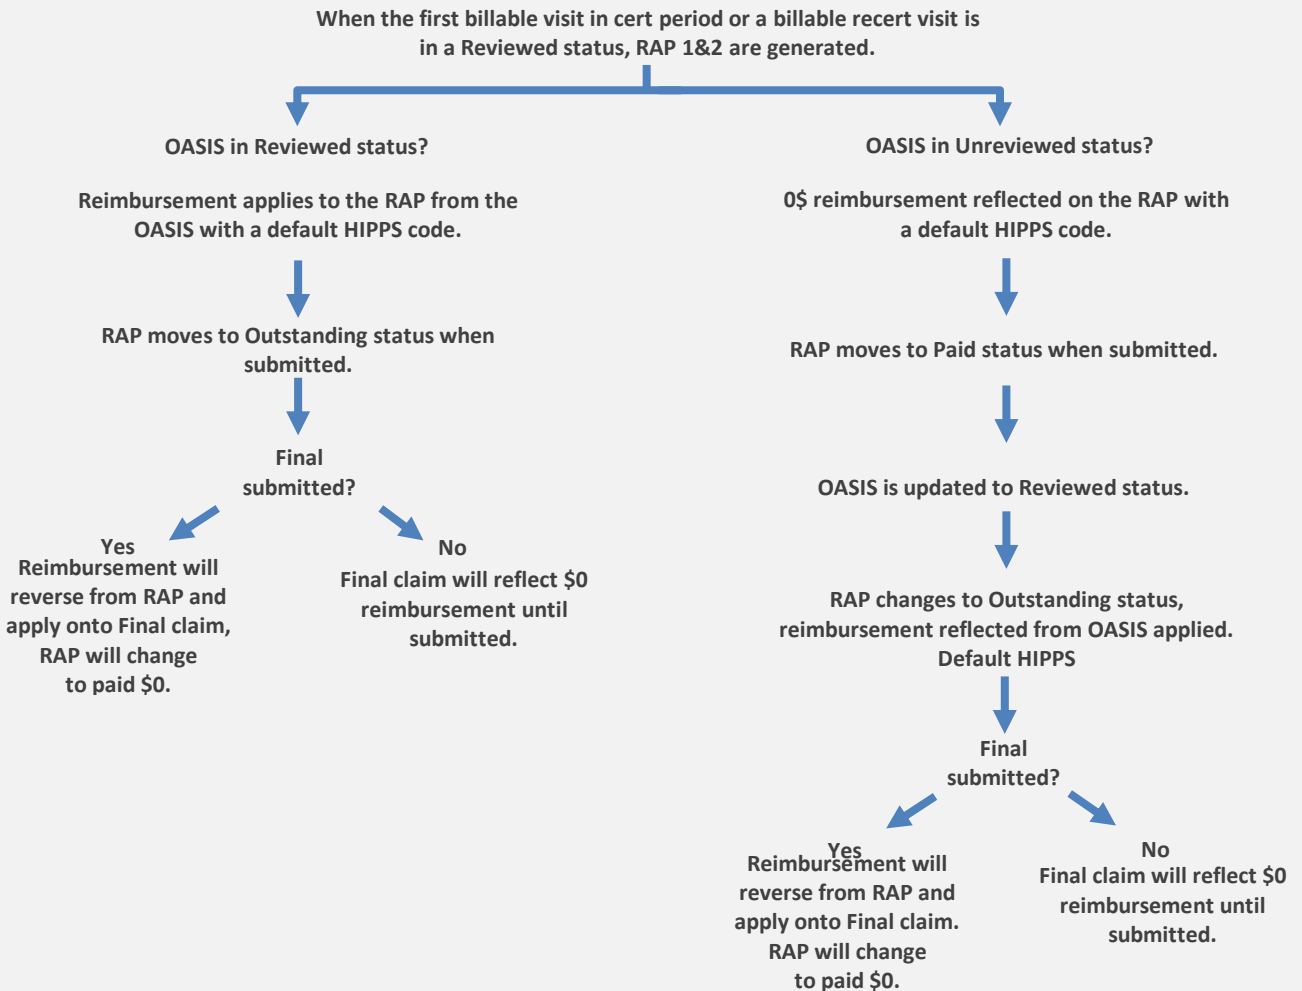 When the first billable visit in cert period or a billable recert visit is
in a Reviewed status, RAP 1&2 are generated.
OASIS in Reviewed status?
Reimbursement applies to the RAP from the
OASIS with a default HIPPS code.
RAP moves to Outstanding status when
submitted.
Final
submitted?
Yes
Reimbursement will
reverse from RAP and
apply onto Final claim,
RAP will change
to paid $0.
No
Final claim will reflect $0
reimbursement until
submitted.
OASIS in Unreviewed status?
0$ reimbursement reflected on the RAP with
a default HIPPS code.
RAP moves to Paid status when submitted.
OASIS is updated to Reviewed status.
RAP changes to Outstanding status,
reimbursement reflected from OASIS applied.
Default HIPPS
Final
submitted?
Yes
Reimbursement will
reverse from RAP and
apply onto Final claim.
RAP will change
to paid $0.
No
Final claim will reflect $0
reimbursement until
submitted.